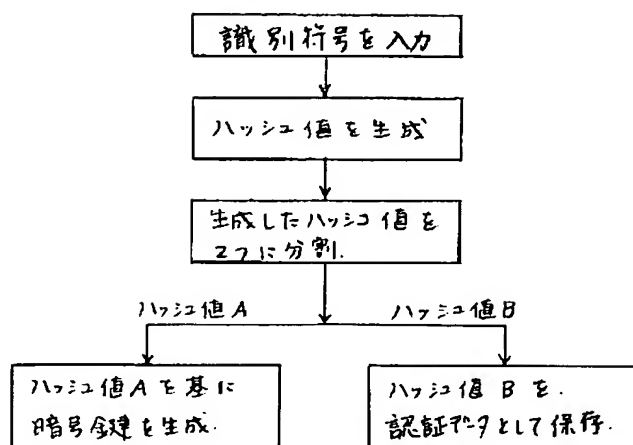 識別符号を入力
ハッシュ値を生成
生成したハッシュ値を
2つに分割.
ハッシュ値A
ハッシュ値B
ハッシュ値Aを基に
暗号鍵を生成.
ハッシュ値Bを.
認証データとして保存.